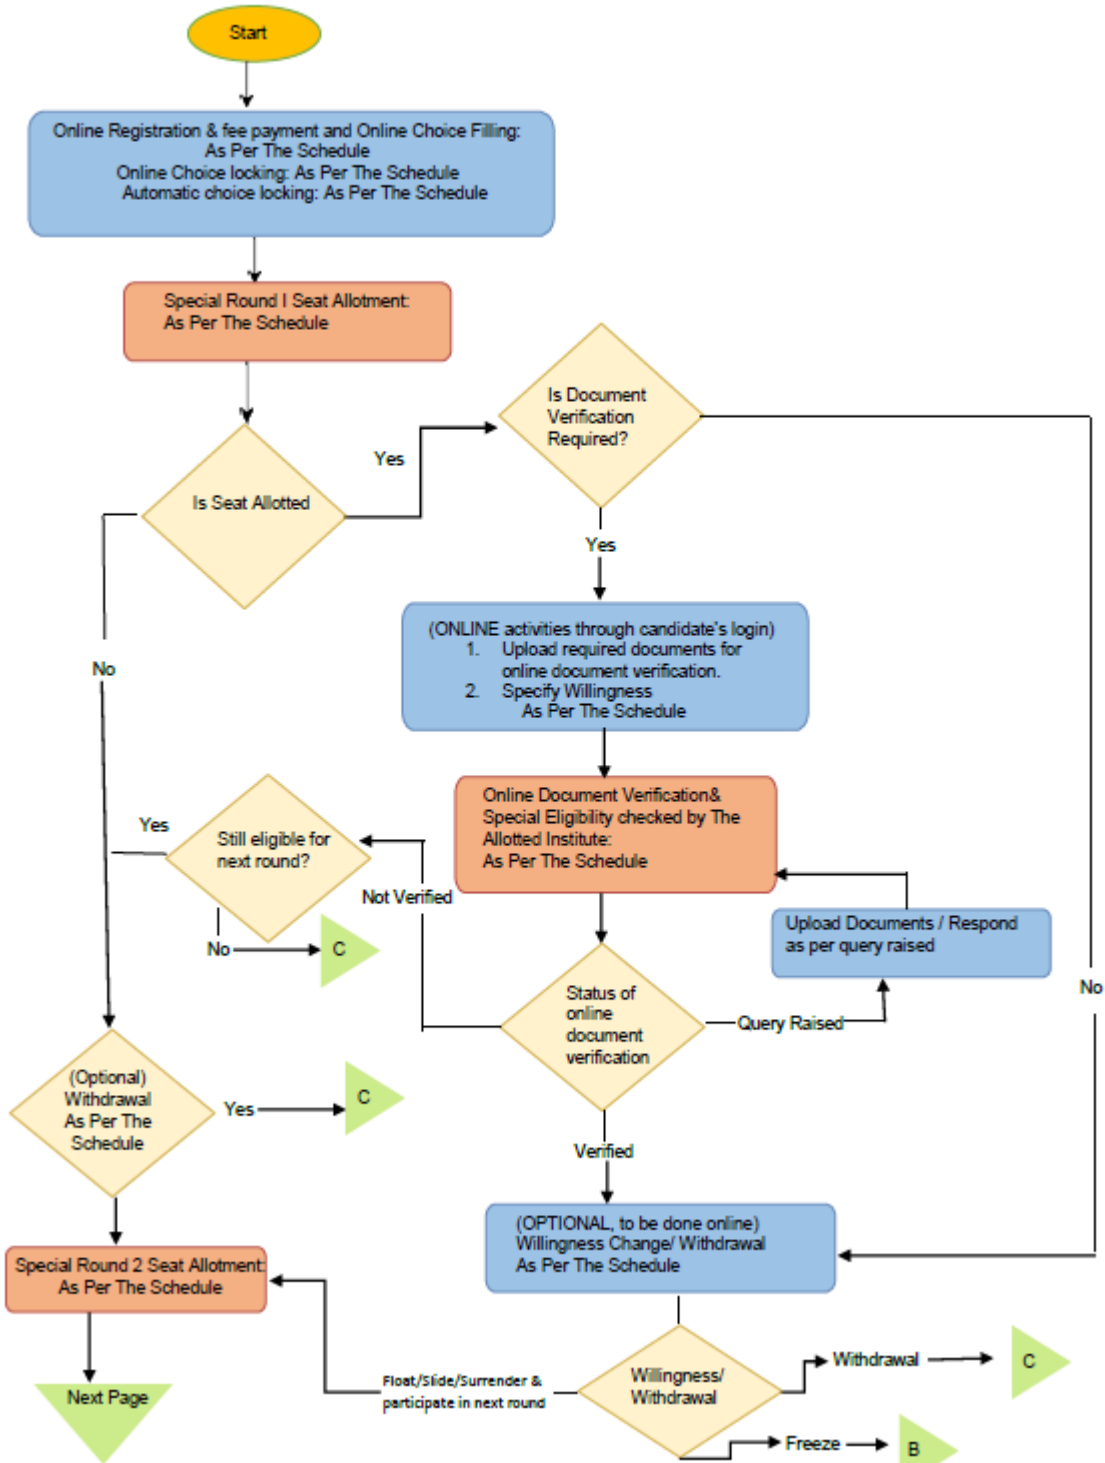 Start
Online Registration & fee payment and Online Choice Filling:
As Per The Schedule
Online Choice locking: As Per The Schedule
Automatic choice locking: As Per The Schedule
Special Round I Seat Allotment:
As Per The Schedule
Is Document
Verification
Required?
Yes
Is Seat Allotted
Yes
No
(ONLINE activities through candidate's login)
1. Upload required documents for
online document verification.
2. Specify Willingness
As Per The Schedule
Online Document Verification&
Special Eligibility checked by The
Allotted Institute:
As Per The Schedule
Yes
Still eligible for
next round?
Not Verified
No
C
Upload Documents / Respond
as per query raised
No
Status of
online
document
verification
Query Raised
(Optional)
Withdrawal
As Per The
Schedule
Yes
C
Verified
(OPTIONAL, to be done online)
Willingness Change/ Withdrawal
As Per The Schedule
Special Round 2 Seat Allotment:
As Per The Schedule
Next Page
Float/Slide/Surrender &
participate in next round
Willingness/
Withdrawal
Withdrawal
C
Freeze
B